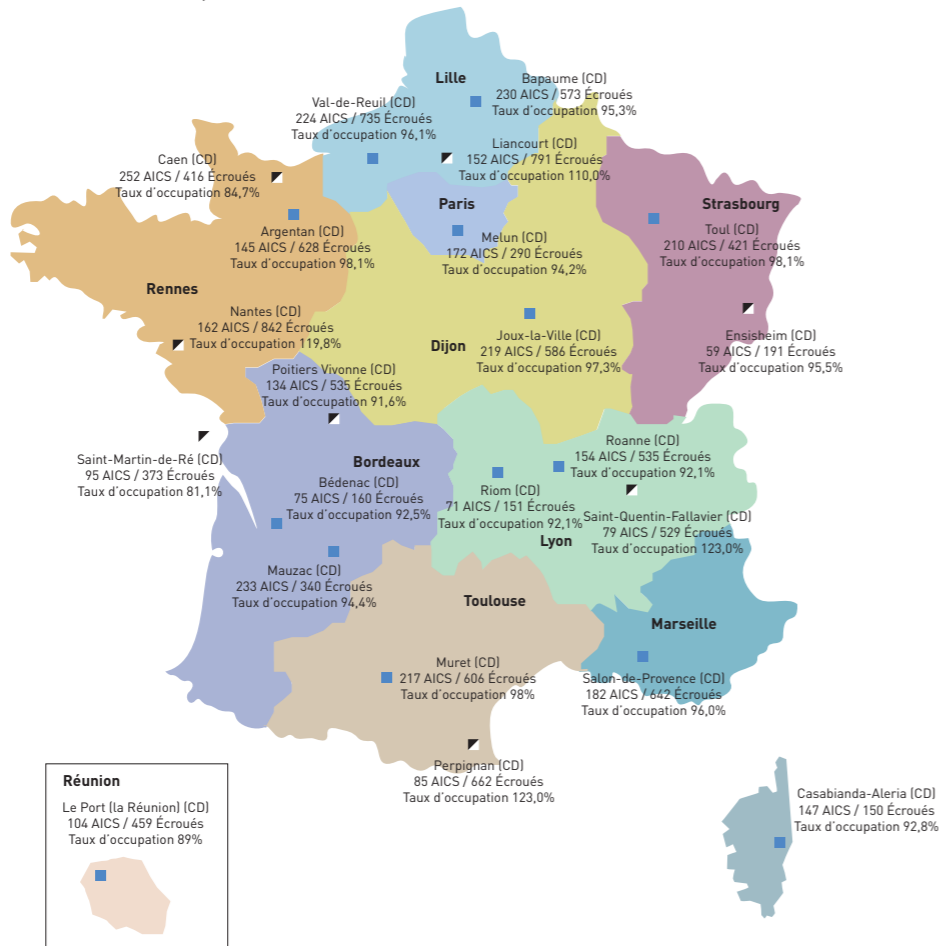 Lille
Bapaume (CD)
230 AICS / 573 Écroués
Taux d'occupation 95,3%
Val-de-Reuil (CD)
224 AICS / 735 Écroués
Taux d'occupation 96,1%
Liancourt (CD)
152 AICS / 791 Écroués
Taux d'occupation 110,0%
Caen (CD)
252 AICS / 416 Écroués
Taux d'occupation 84,7%
Paris
Melun (CD)
172 AICS / 290 Écroués
Taux d'occupation 94,2%
Strasbourg
Toul (CD)
210 AICS / 421 Écroués
Taux d'occupation 98,1%
Argentan (CD)
145 AICS / 628 Écroués
Taux d'occupation 98,1%
Rennes
Nantes (CD)
162 AICS / 842 Écroués
Taux d'occupation 119,8%
Dijon
Joux-la-Ville (CD)
219 AICS / 586 Écroués
Taux d'occupation 97,3%
Ensisheim (CD)
59 AICS / 191 Écroués
Taux d'occupation 95,5%
Poitiers Vivonne (CD)
134 AICS / 535 Écroués
Taux d'occupation 91,6%
Saint-Martin-de-Ré (CD)
95 AICS / 373 Écroués
Taux d'occupation 81,1%
Bordeaux
Bédenac (CD)
75 AICS / 160 Écroués
Taux d'occupation 92,5%
Roanne (CD)
154 AICS / 535 Écroués
Taux d'occupation 92,1%
Riom (CD)
71 AICS / 151 Écroués
Taux d'occupation 92,1%
Saint-Quentin-Fallavier (CD)
79 AICS / 529 Écroués
Taux d'occupation 123,0%
Lyon
Mauzac (CD)
233 AICS / 340 Écroués
Taux d'occupation 94,4%
Toulouse
Marseille
Muret (CD)
217 AICS / 606 Écroués
Taux d'occupation 98%
Salon-de-Provence (CD)
182 AICS / 642 Écroués
Taux d'occupation 96,0%
Perpignan (CD)
85 AICS / 662 Écroués
Taux d'occupation 123,0%
Réunion
Le Port (la Réunion) (CD)
104 AICS / 459 Écroués
Taux d'occupation 89%
Casabianda-Aleria (CD)
147 AICS / 150 Écroués
Taux d'occupation 92,8%